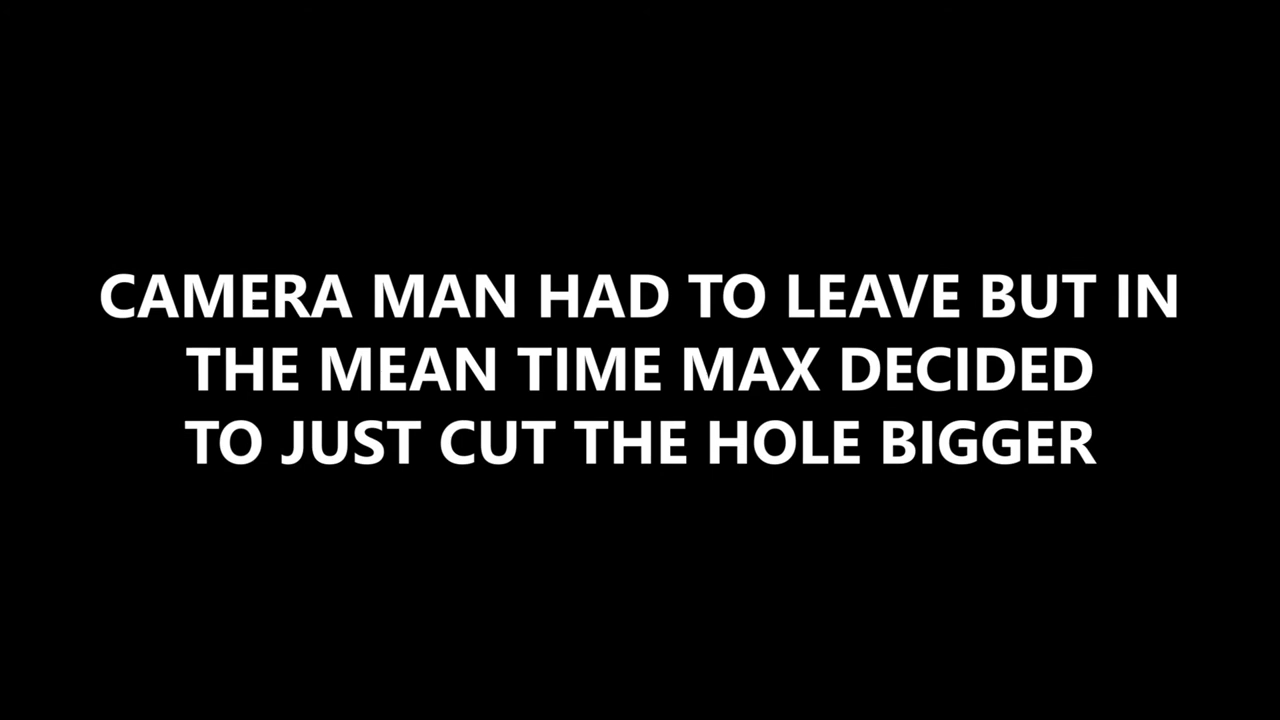 CAMERA MAN HAD TO LEAVE BUT IN
THE MEAN TIME MAX DECIDED
TO JUST CUT THE HOLE BIGGER